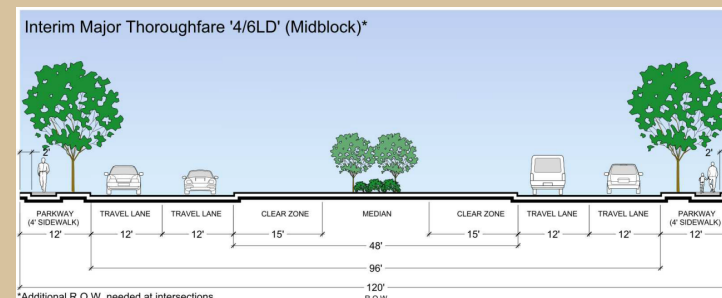 Interim Major Thoroughfare '4/6LD' (Midblock)*
2'
2'
PARKWAY
(4' SIDEWALK)
TRAVEL LANE
TRAVEL LANE
CLEAR ZONE
MEDIAN
CLEAR ZONE
TRAVEL LANE
TRAVEL LANE
PARKWAY
(4' SIDEWALK)
12'
12'
12'
15'
15'
12'
12'
12'
48'
96'
120'
R.O.W.
*Additional R.O.W. needed at intersections